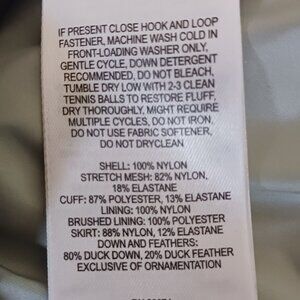 IF PRESENT CLOSE HOOK AND LOOP
FASTENER, MACHINE WASH COLD IN
FRONT-LOADING WASHER ONLY,
GENTLE CYCLE, DOWN DETERGENT
RECOMMENDED, DO NOT BLEACH,
TUMBLE DRY LOW WITH 2-3 CLEAN
TENNIS BALLS TO RESTORE FLUFF.
DRY THOROUGHLY, MIGHT REQUIRE
MULTIPLE CYCLES, DO NOT IRON,
DO NOT USE FABRIC SOFTENER,
DO NOT DRYCLEAN
SHELL: 100% NYLON
STRETCH MESH: 82% NYLON,
18% ELASTANE
CUFF: 87% POLYESTER, 13% ELASTANE
LINING: 100% NYLON
BRUSHED LINING: 100% POLYESTER
SKIRT: 88% NYLON, 12% ELASTANE
DOWN AND FEATHERS:
80% DUCK DOWN, 20% DUCK FEATHER
EXCLUSIVE OF ORNAMENTATION